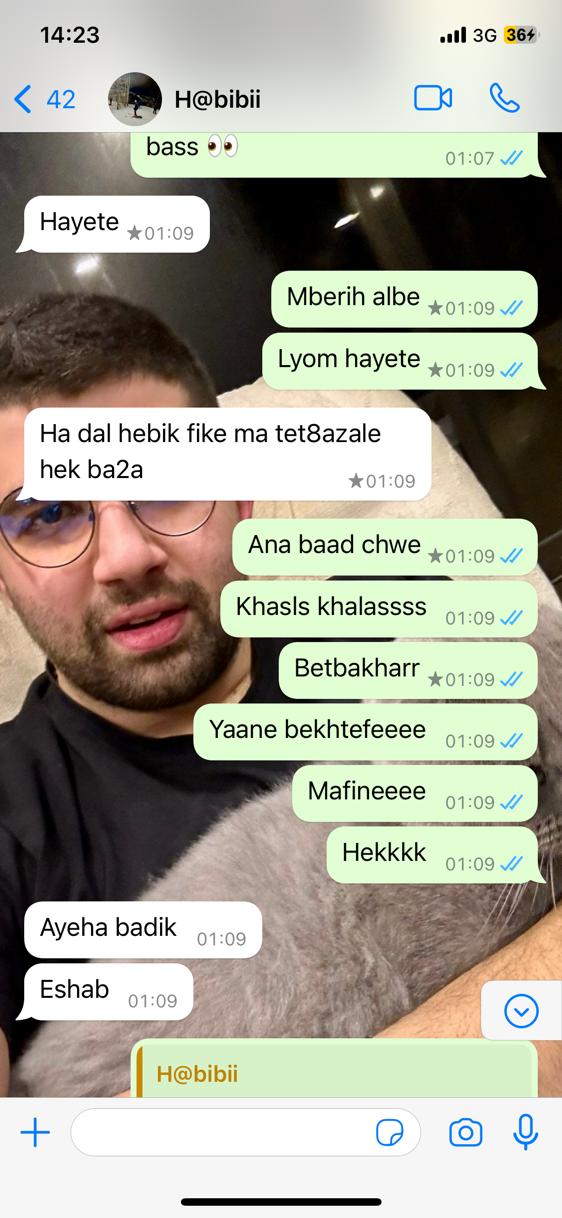 14:23
3G
36
42
H@bibii
bass 👀
01:07
Hayete
★01:09
Mberih albe
★01:09
Lyom hayete
★01:09
Ha dal hebik fike ma tet8azale
hek ba2a
★01:09
Ana baad chwe
★01:09
Khasls khalassss
01:09
Betbakharr
★01:09
Yaane bekhtefeeee
01:09
Mafineeee
01:09
Hekkkk
01:09
Ayeha badik
01:09
Eshab
01:09
H@bibii